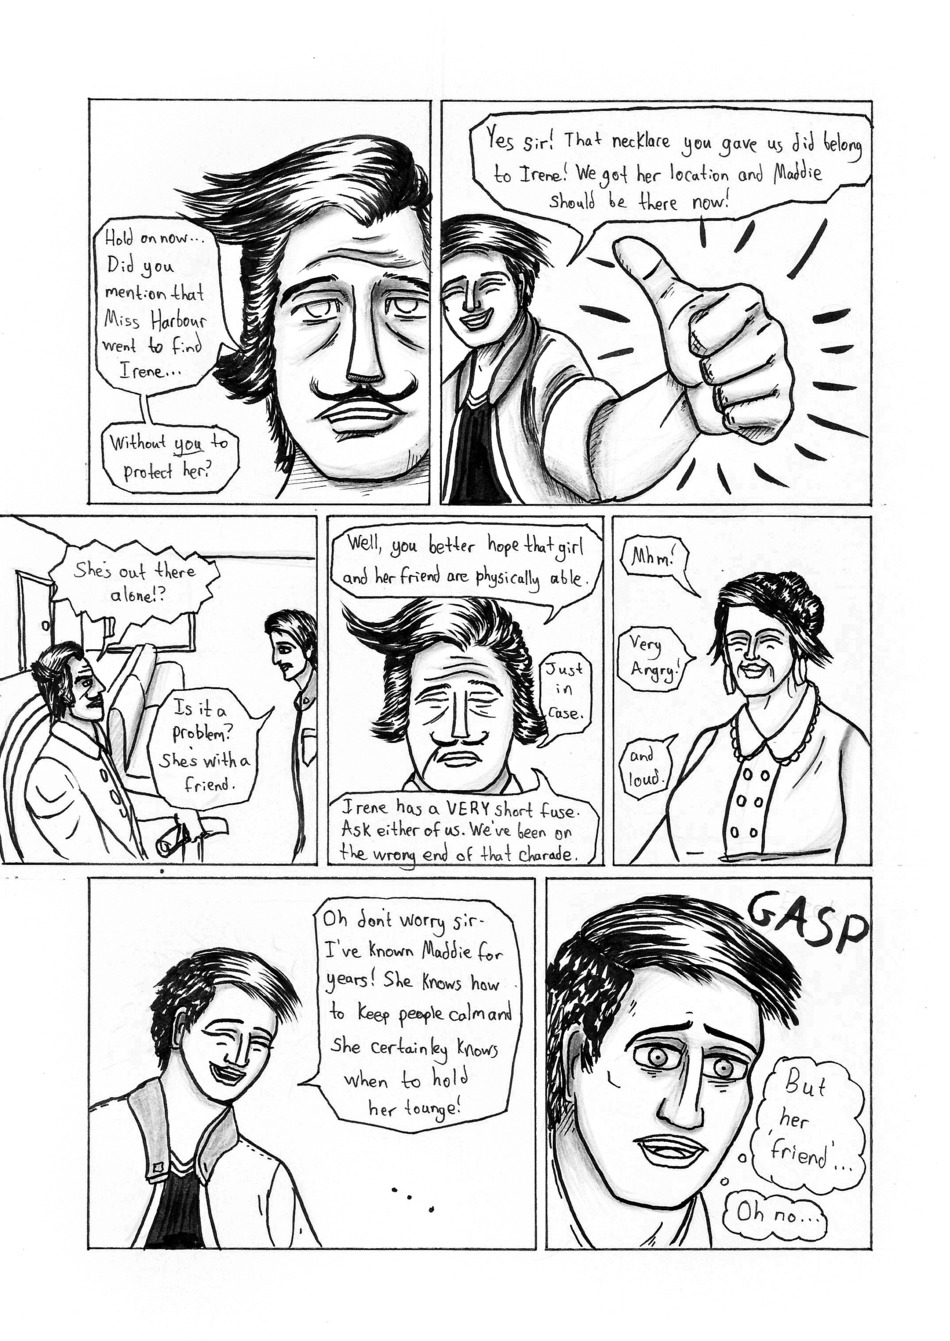 Hold on now...
Did you
mention that
Miss Harbour
went to find
Irene...
Without you to
protect her?
Yes sir! That necklace you gave us did belong
to Irene! We got her location and Maddie
should be there now!
She's out there
alone!?
Is it a
problem?
She's with a
friend.
Well, you better hope that girl
and her friend are physically able.
Just
in
case.
Irene has a VERY short fuse.
Ask either of us. We've been on
the wrong end of that charade.
Mhm!
Very
Angry!
and
loud.
Oh don't worry sir-
I've known Maddie for
years! She knows how
to keep people calm and
she certainley knows
when to hold
her tounge!
...
GASP
But
her
'friend'...
Oh no...